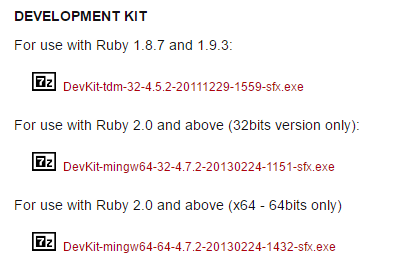 DEVELOPMENT KIT
For use with Ruby 1.8.7 and 1.9.3:
7z DevKit-tdm-32-4.5.2-20111229-1559-sfx.exe
For use with Ruby 2.0 and above (32bits version only):
7z DevKit-mingw64-32-4.7.2-20130224-1151-sfx.exe
For use with Ruby 2.0 and above (x64 - 64bits only)
7z DevKit-mingw64-64-4.7.2-20130224-1432-sfx.exe